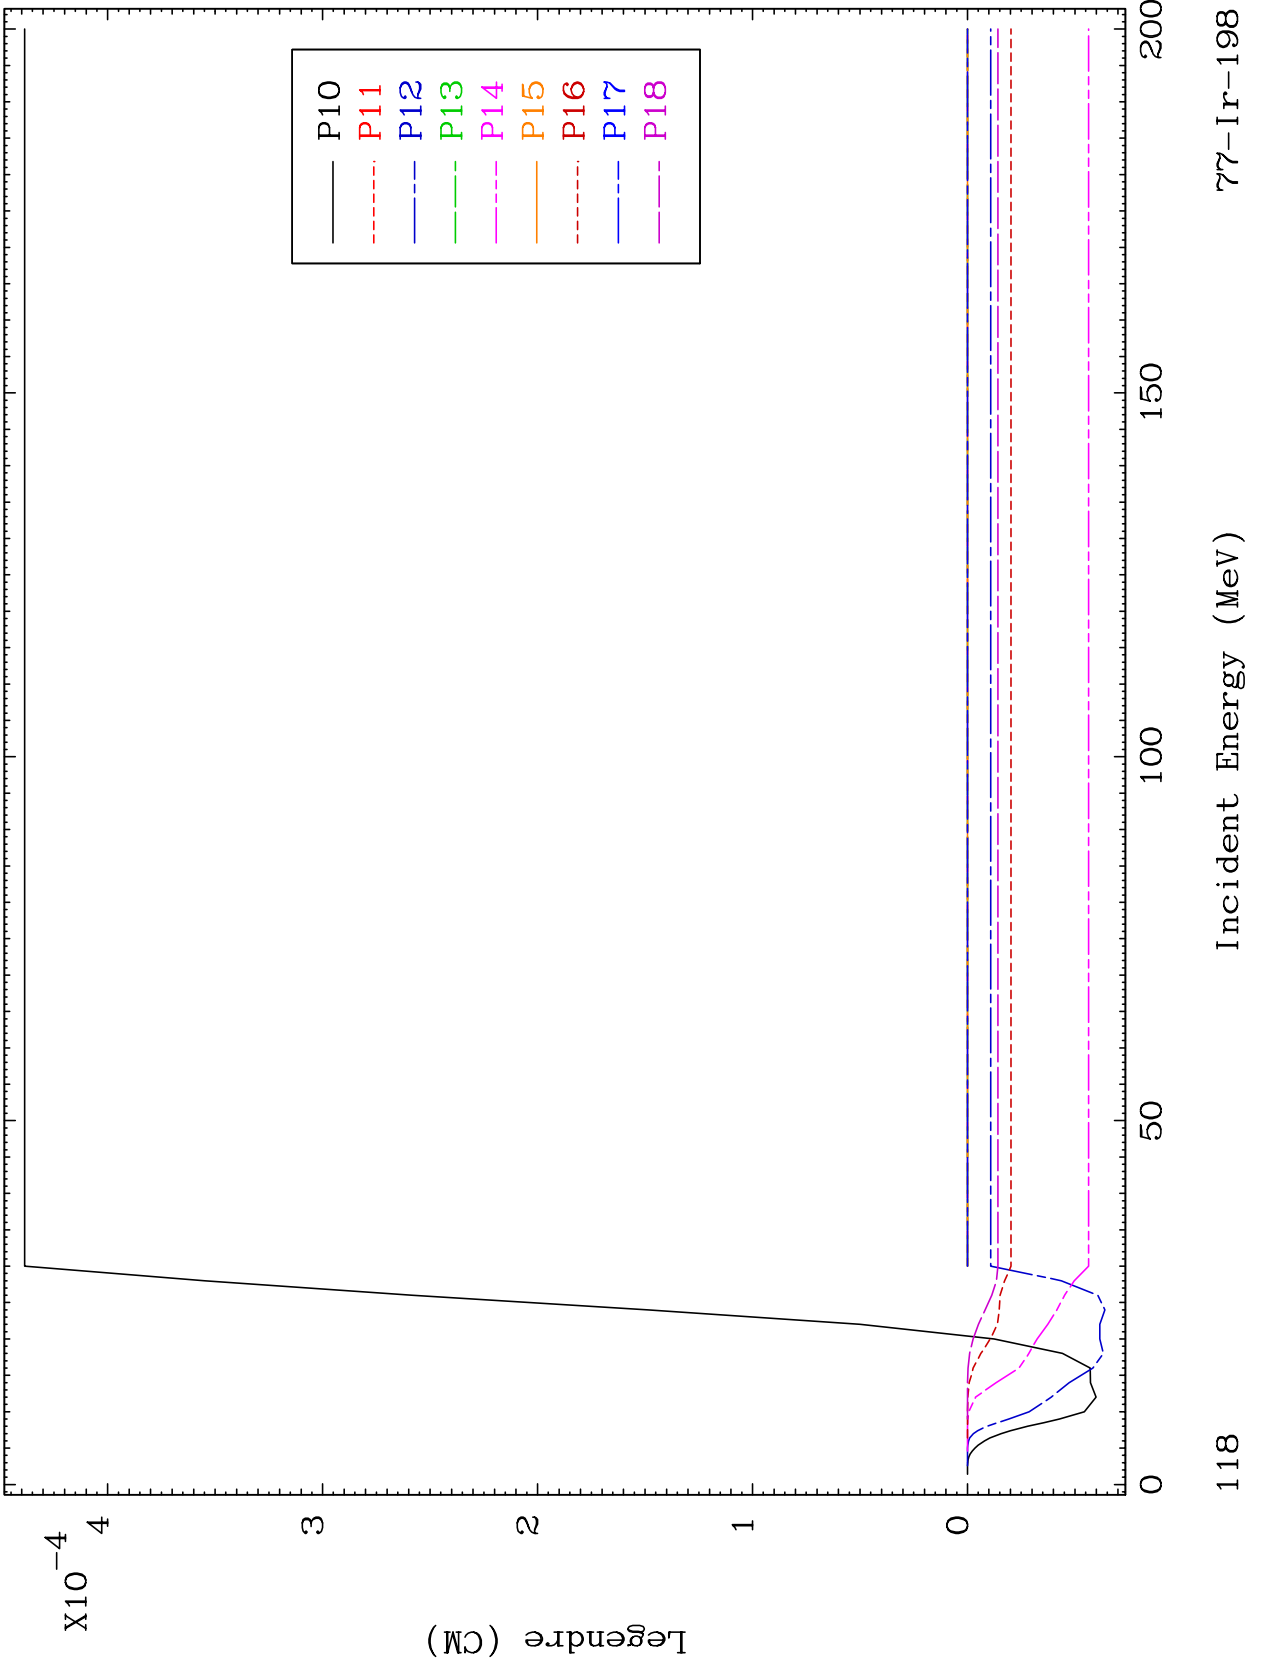 X10-4
Legendre (CM)
4
3
2
1
0
P10
P11
P12
P13
P14
P15
P16
P17
P18
0
50
100
150
200
Incident Energy (MeV)
118
77-Ir-198